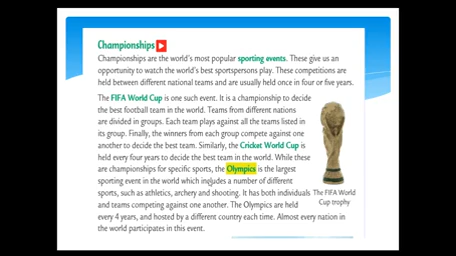 Championships
Championships are the world's most popular sporting events. These give us an
opportunity to watch the world's best sportspersons play. These competitions are
held between different national teams and are usually held once in four or five years.
The FIFA World Cup is one such event. It is a championship to decide
the best football team in the world. Teams from different nations
are divided in groups. Each team plays against all the teams listed in
its group. Finally, the winners from each group compete against one
another to decide the best team. Similarly, the Cricket World Cup is
held every four years to decide the best team in the world. While these
are championships for specific sports, the Olympics is the largest
sporting event in the world which includes a number of different
sports, such as athletics, archery and shooting. It has both individuals
and teams competing against one another. The Olympics are held
every 4 years, and hosted by a different country each time. Almost every nation in
the world participates in this event.
The FIFA World
Cup trophy